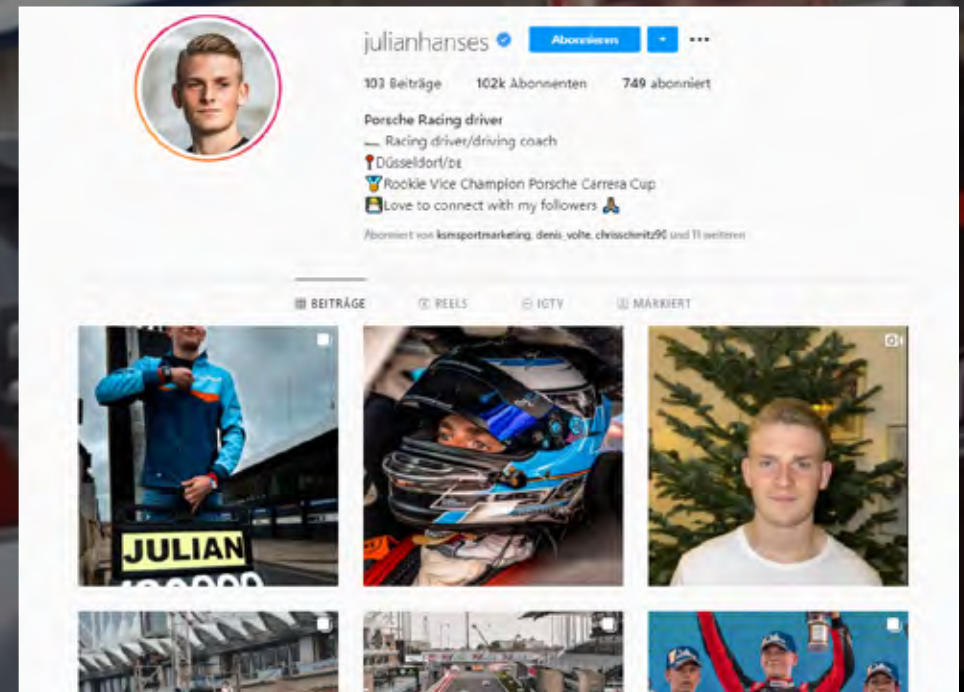 julianhanses
Abonnieren
103 Beiträge 102k Abonnenten 749 abonniert
Porsche Racing driver
Racing driver/driving coach
Düsseldorf/DE
Rookie Vice Champion Porsche Carrera Cup
Love to connect with my followers
Abonniert von ksmsportmarketing, denis_volte, chrisschmitz90 und 11 weiteren
BEITRÄGE REELS IGTV MARKIERT
JULIAN